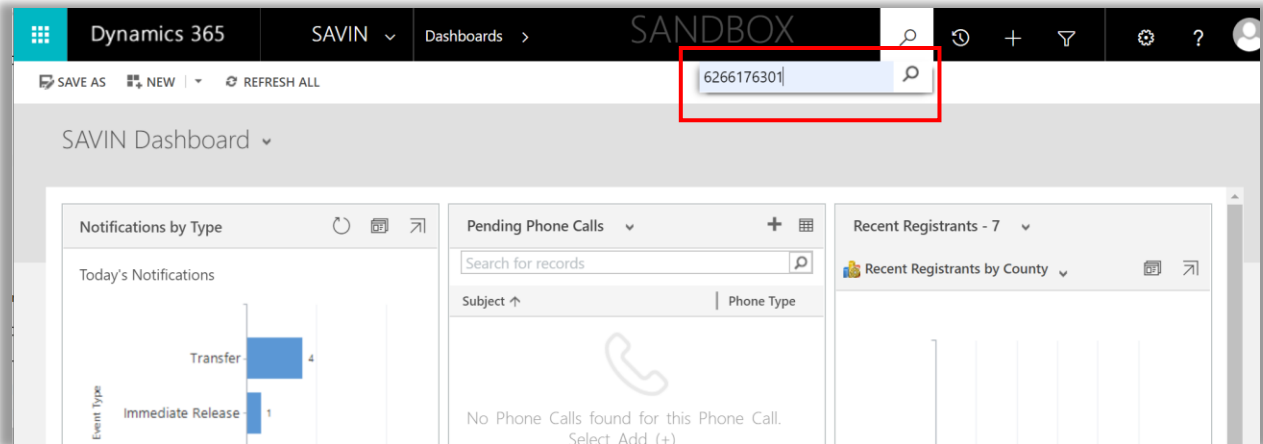 Dynamics 365 SAVIN Dashboards > SANDBOX ?
6266176301
SAVE AS NEW REFRESH ALL
SAVIN Dashboard
Notifications by Type
Today's Notifications
Event Type
Transfer 4
Immediate Release 1
Pending Phone Calls
Search for records
Subject Phone Type
No Phone Calls found for this Phone Call.
Select Add (+)
Recent Registrants - 7
Recent Registrants by County